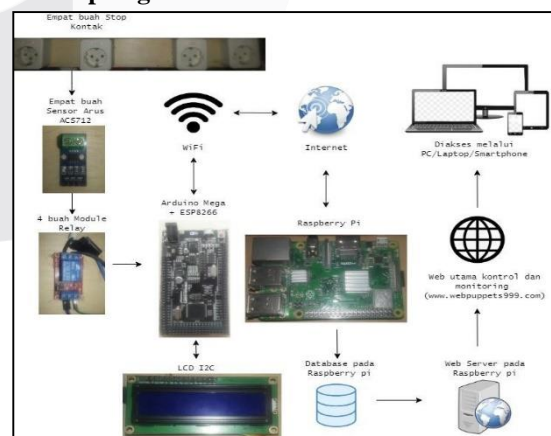 Empat buah Stop
Kontak
Empat buah
Sensor Arus
ACS712
4 buah Module
Relay
WiFi
Internet
Arduino Mega
+ ESP8266
Raspberry Pi
LCD I2C
Database pada
Raspberry pi
Web Server pada
Raspberry pi
Web utama kontrol dan
monitoring
(www.webpuppets999.com)
Diakses melalui
PC/Laptop/Smartphone